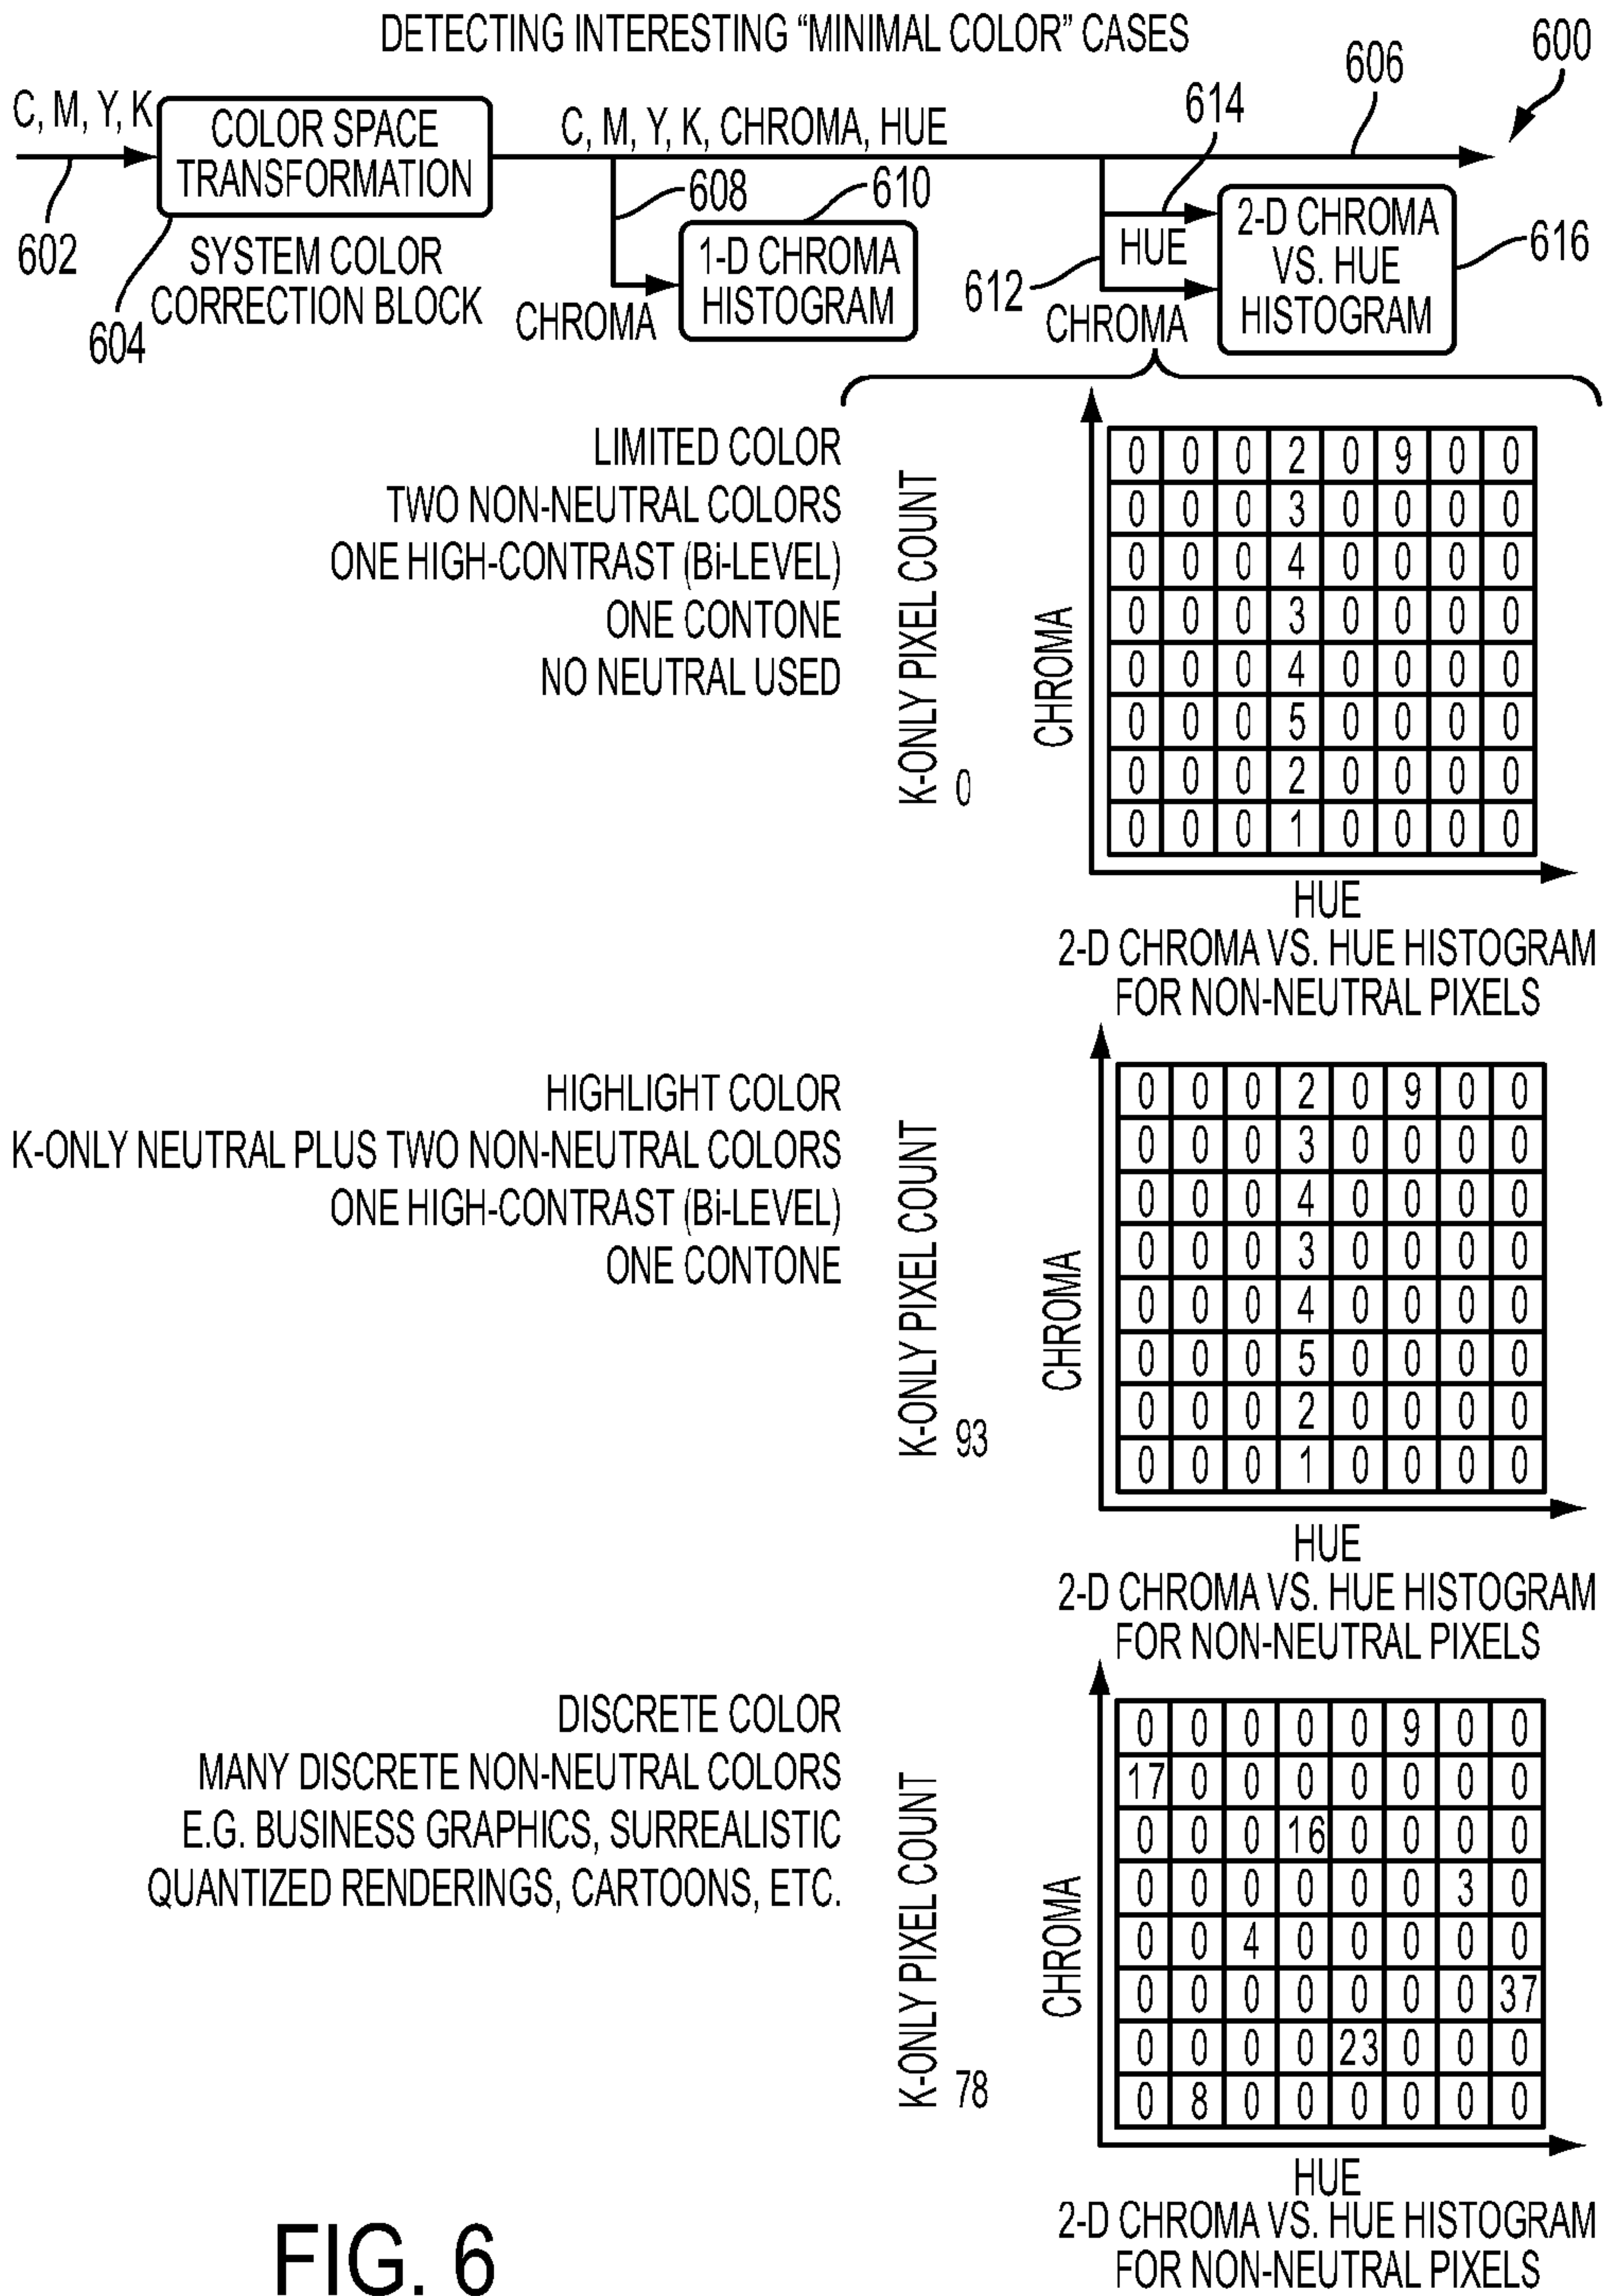 DETECTING INTERESTING “MINIMAL COLOR” CASES
600
C, M, Y, K
COLOR SPACE
TRANSFORMATION
C, M, Y, K, CHROMA, HUE
614
606
602
604
SYSTEM COLOR
CORRECTION BLOCK
608
610
CHROMA
1-D CHROMA
HISTOGRAM
612
HUE
CHROMA
2-D CHROMA
VS. HUE
HISTOGRAM
616
LIMITED COLOR
TWO NON-NEUTRAL COLORS
ONE HIGH-CONTRAST (Bi-LEVEL)
ONE CONTONE
NO NEUTRAL USED
K-ONLY PIXEL COUNT
0
CHROMA
0 0 0 2 0 9 0 0
0 0 0 3 0 0 0 0
0 0 0 4 0 0 0 0
0 0 0 3 0 0 0 0
0 0 0 4 0 0 0 0
0 0 0 5 0 0 0 0
0 0 0 2 0 0 0 0
0 0 0 1 0 0 0 0
HUE
2-D CHROMA VS. HUE HISTOGRAM
FOR NON-NEUTRAL PIXELS
HIGHLIGHT COLOR
K-ONLY NEUTRAL PLUS TWO NON-NEUTRAL COLORS
ONE HIGH-CONTRAST (Bi-LEVEL)
ONE CONTONE
K-ONLY PIXEL COUNT
93
CHROMA
0 0 0 2 0 9 0 0
0 0 0 3 0 0 0 0
0 0 0 4 0 0 0 0
0 0 0 3 0 0 0 0
0 0 0 4 0 0 0 0
0 0 0 5 0 0 0 0
0 0 0 2 0 0 0 0
0 0 0 1 0 0 0 0
HUE
2-D CHROMA VS. HUE HISTOGRAM
FOR NON-NEUTRAL PIXELS
DISCRETE COLOR
MANY DISCRETE NON-NEUTRAL COLORS
E.G. BUSINESS GRAPHICS, SURREALISTIC
QUANTIZED RENDERINGS, CARTOONS, ETC.
K-ONLY PIXEL COUNT
78
CHROMA
0 0 0 0 0 9 0 0
17 0 0 0 0 0 0 0
0 0 0 16 0 0 0 0
0 0 0 0 0 0 3 0
0 0 4 0 0 0 0 0
0 0 0 0 0 0 0 37
0 0 0 0 23 0 0 0
0 8 0 0 0 0 0 0
HUE
2-D CHROMA VS. HUE HISTOGRAM
FOR NON-NEUTRAL PIXELS
FIG. 6